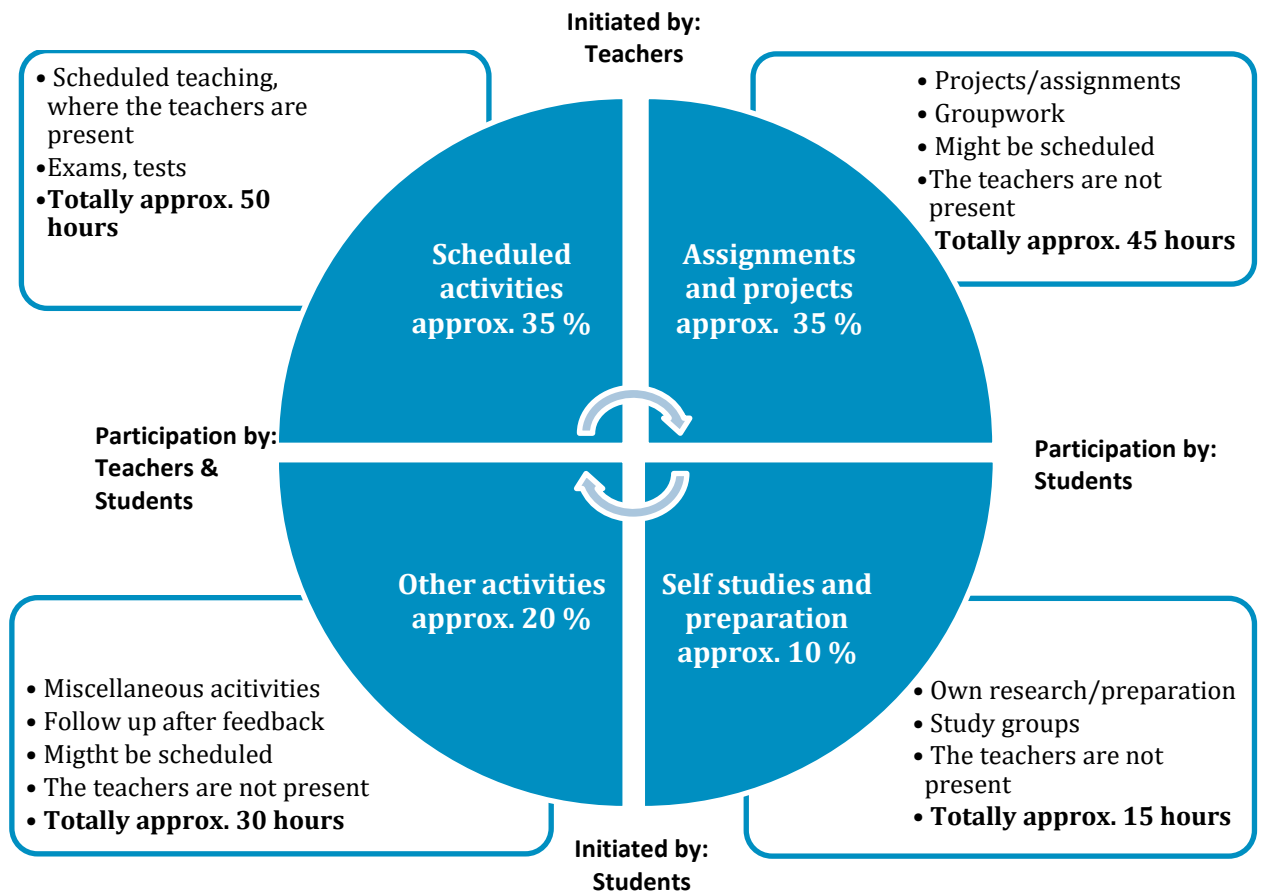 Initiated by:
Teachers
• Scheduled teaching,
where the teachers are
present
•Exams, tests
•Totally approx. 50
hours
• Projects/assignments
• Groupwork
• Might be scheduled
•The teachers are not
present
Totally approx. 45 hours
Scheduled
activities
approx. 35 %
Assignments
and projects
approx. 35 %
Participation by:
Teachers &
Students
Participation by:
Students
Other activities
approx. 20 %
Self studies and
preparation
approx. 10 %
• Miscellaneous acitivities
• Follow up after feedback
• Migtht be scheduled
• The teachers are not present
• Totally approx. 30 hours
• Own research/preparation
• Study groups
• The teachers are not
present
• Totally approx. 15 hours
Initiated by:
Students